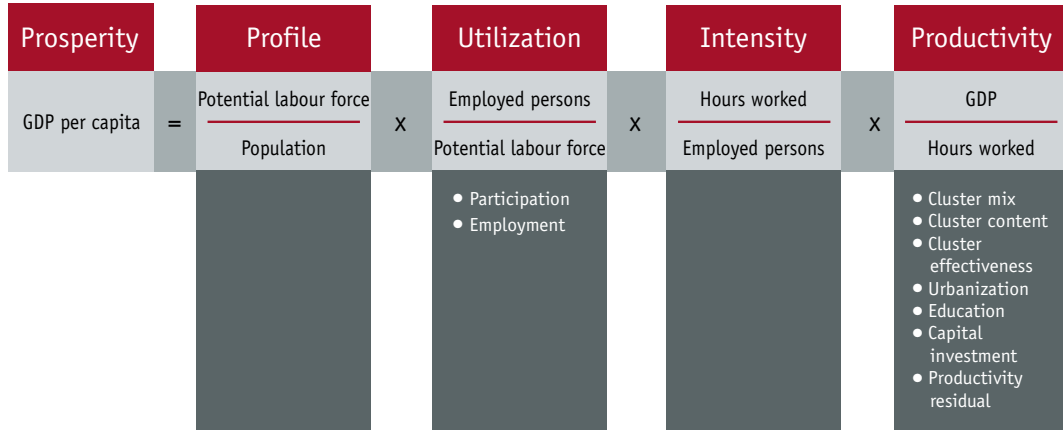 Prosperity
Profile
Utilization
Intensity
Productivity
GDP per capita
=
Potential labour force
Population
x
Employed persons
Potential labour force
x
Hours worked
Employed persons
x
GDP
Hours worked
• Participation
• Employment
• Cluster mix
• Cluster content
• Cluster
effectiveness
• Urbanization
• Education
• Capital
investment
• Productivity
residual